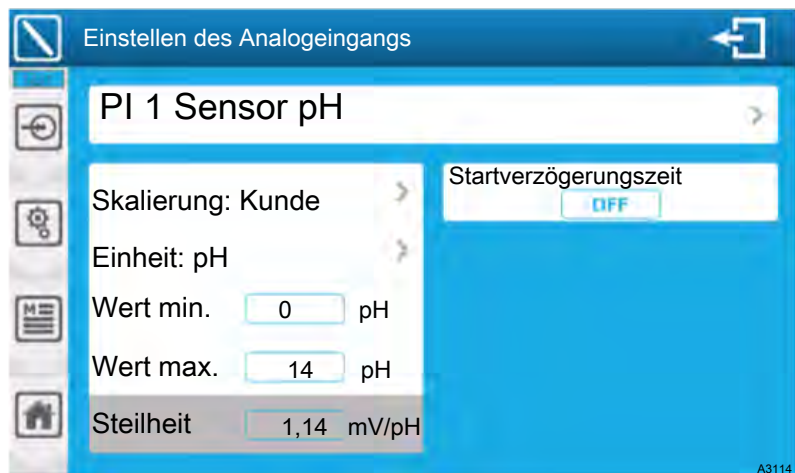 Einstellen des Analogeingangs
PI 1 Sensor pH
Skalierung: Kunde
Startverzögerungszeit
OFF
Einheit: pH
Wert min. 0 pH
Wert max. 14 pH
Steilheit 1,14 mV/pH
M
A3114